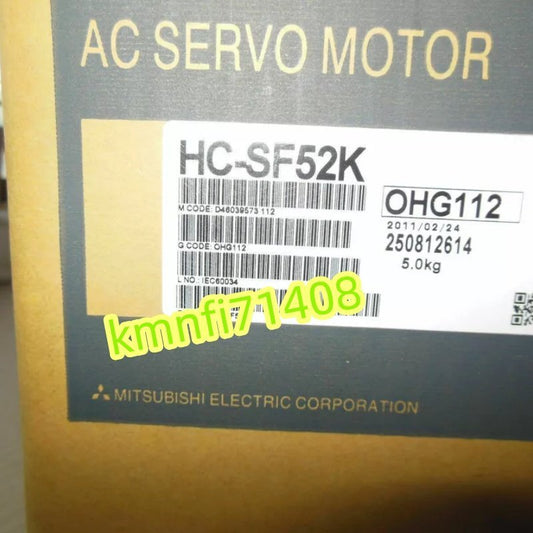 AC SERVO MOTOR
HC-SF52K
M CODE: D46039573 112
OHG112
2011/02/24
G CODE: OHG112
250812614
5.0kg
L NO.: IEC60034
kmnfi71408
MITSUBISHI ELECTRIC CORPORATION